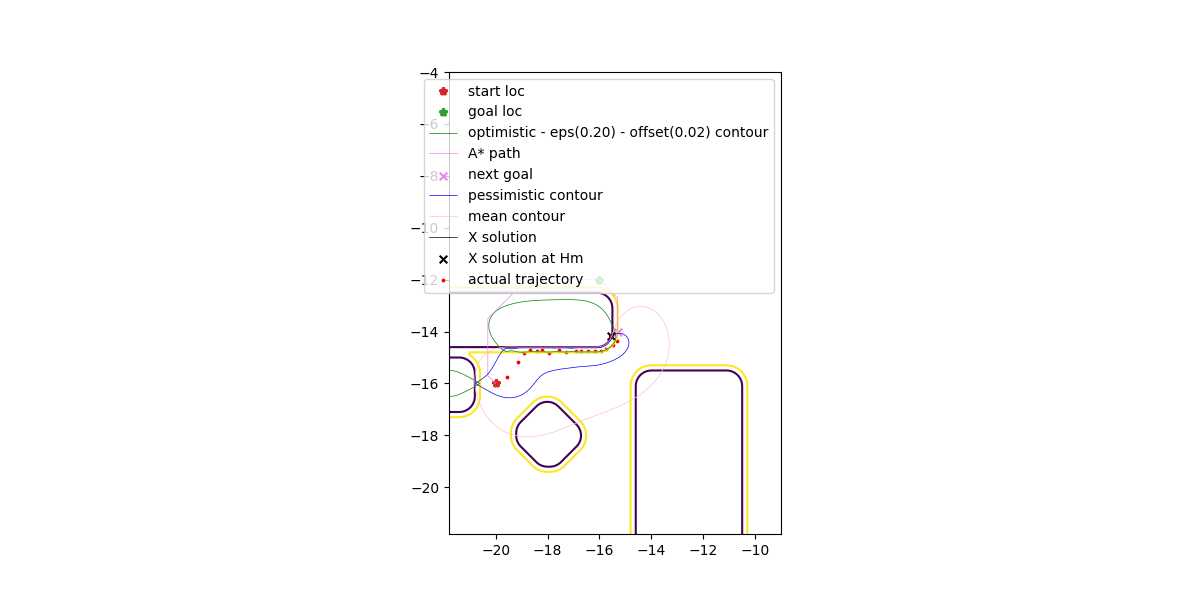 −4
start loc
goal loc
−6
optimistic - eps(0.20) - offset(0.02) contour
A* path
−8
next goal
pessimistic contour
mean contour
−10
X solution
X solution at Hm
−12
actual trajectory
−14
−16
−18
−20
−20 −18 −16 −14 −12 −10